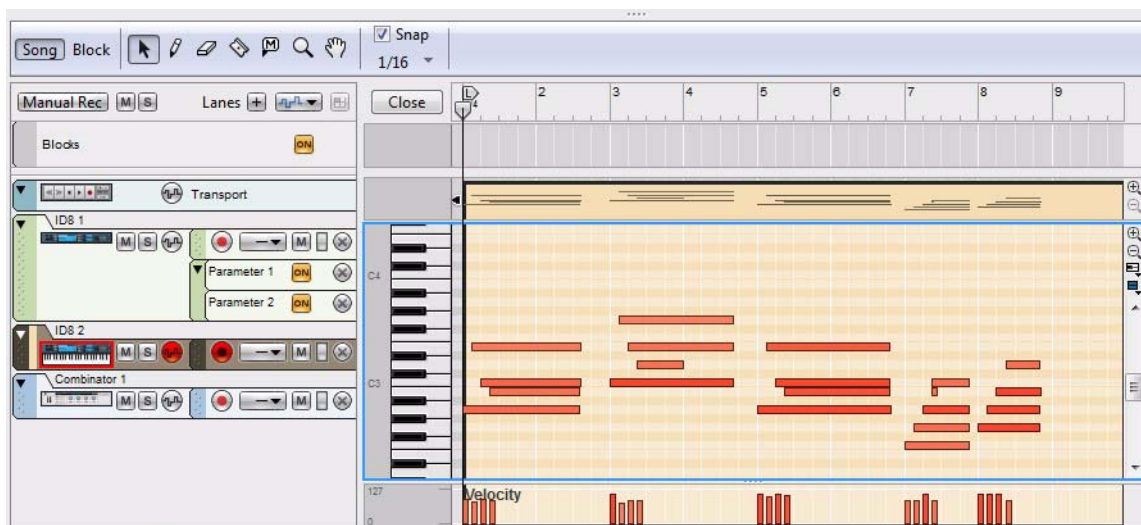 Song Block M Snap
1/16
Manual Rec M S Lanes + Close L 2 3 4 5 6 7 8 9
4
Blocks ON
Transport
ID8 1
M S M
Parameter 1 ON
Parameter 2 ON
C4
ID8 2
M S M
Combinator 1
M S M
C3
127 Velocity
0